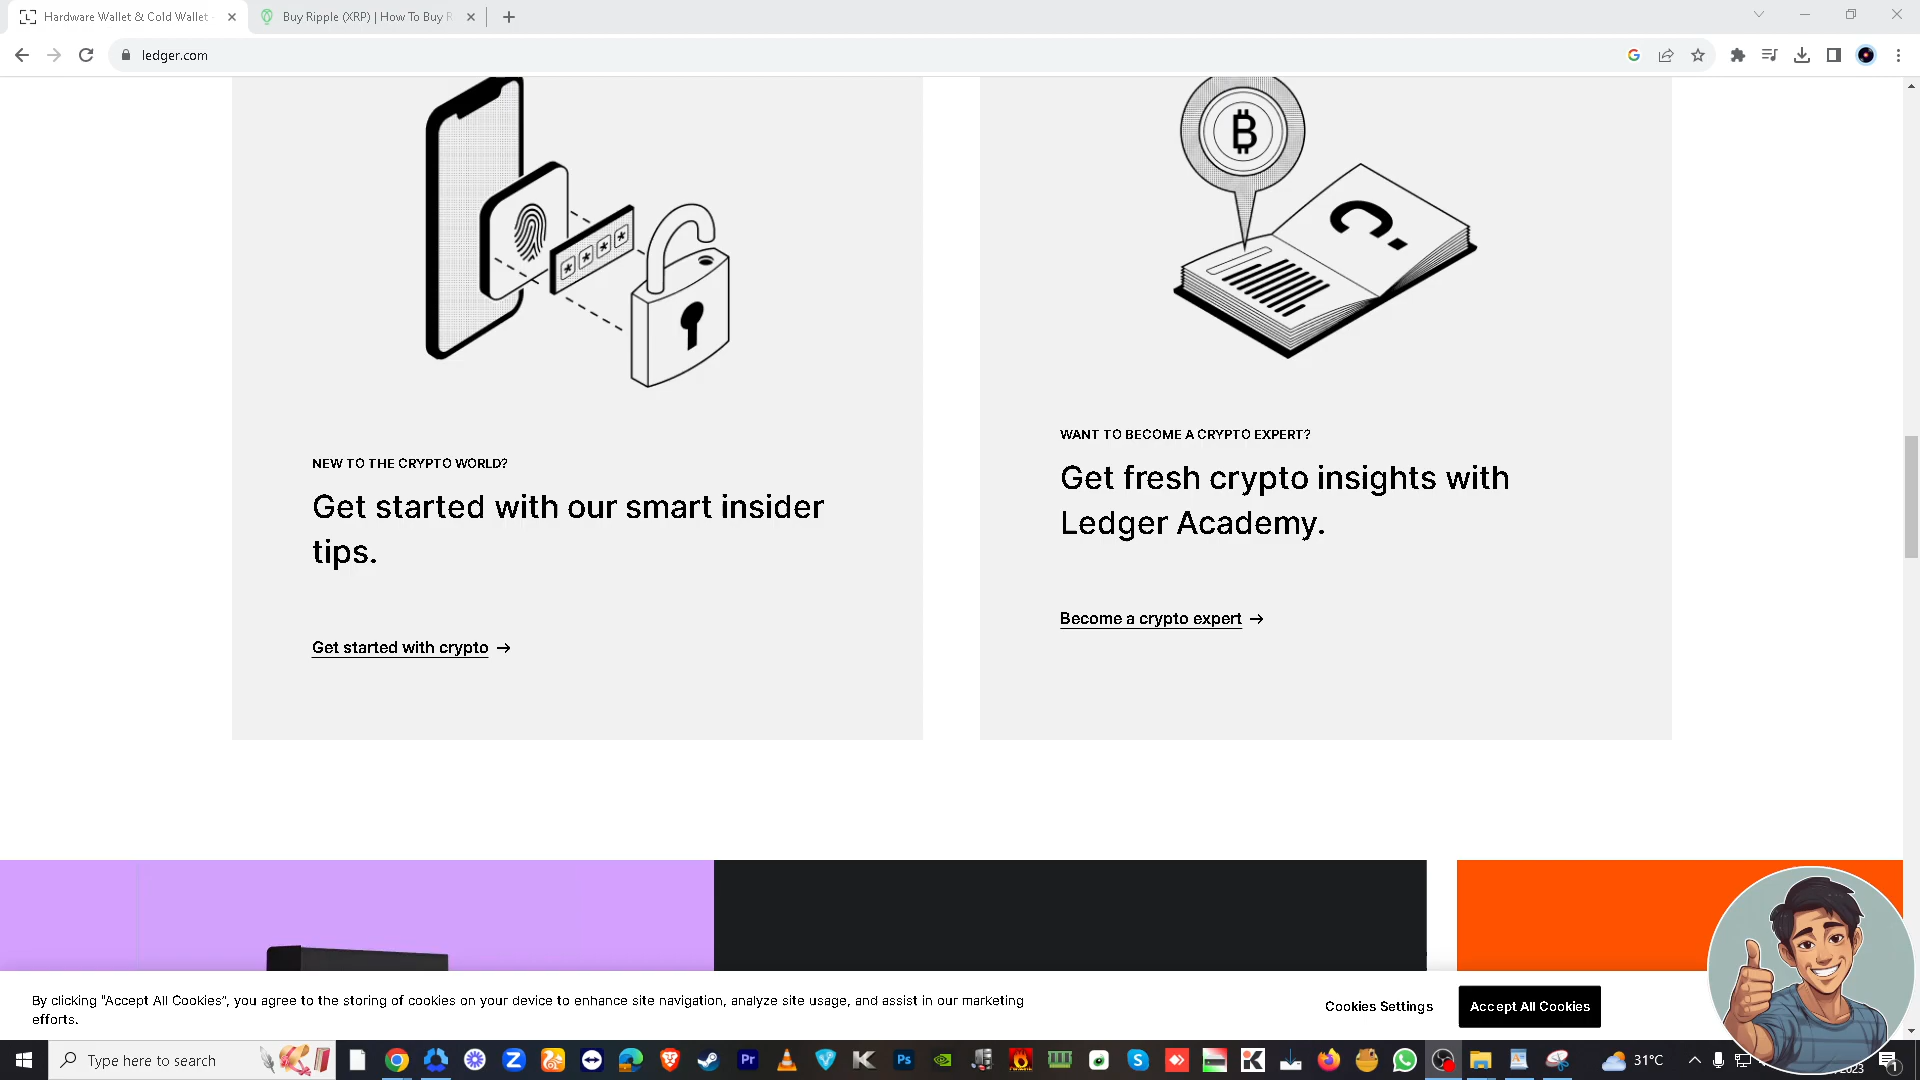 Hardware Wallet & Cold Wallet
Buy Ripple (XRP) | How To Buy R
ledger.com
B
C
* * * *
NEW TO THE CRYPTO WORLD?
Get started with our smart insider
tips.
Get started with crypto →
WANT TO BECOME A CRYPTO EXPERT?
Get fresh crypto insights with
Ledger Academy.
Become a crypto expert →
By clicking "Accept All Cookies", you agree to the storing of cookies on your device to enhance site navigation, analyze site usage, and assist in our marketing
efforts.
Cookies Settings
Accept All Cookies
Type here to search
Pr
K
Ps
31°C
2023
1